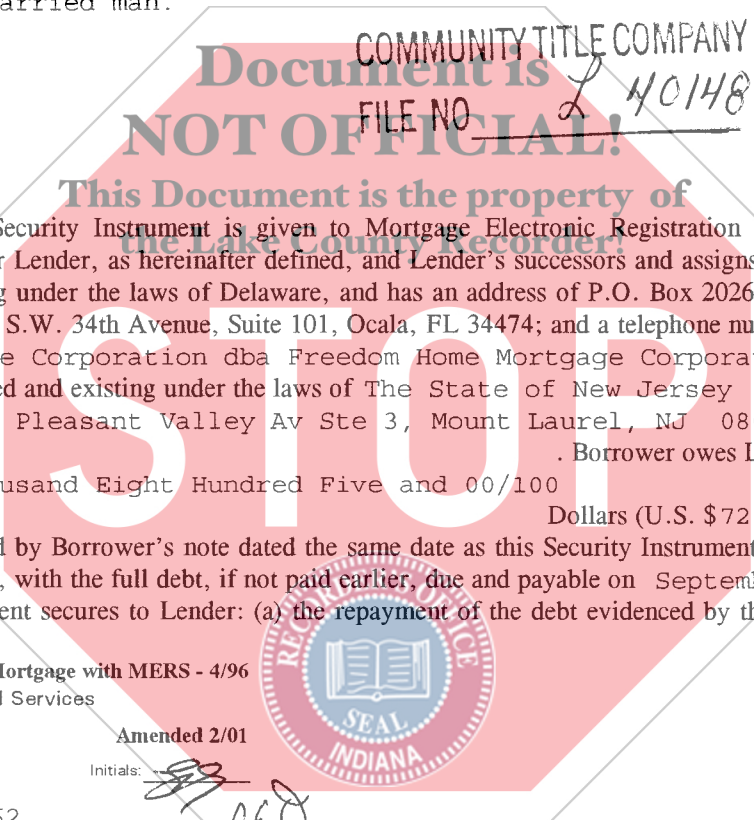 arried man.
COMMUNITY TITLE COMPANY
FILE NO L 40148
Document is
NOT OFFICIAL!
This Document is the property of
the Lake County Recorder!
Security Instrument is given to Mortgage Electronic Registration
r Lender, as hereinafter defined, and Lender's successors and assigns
g under the laws of Delaware, and has an address of P.O. Box 2026
S.W. 34th Avenue, Suite 101, Ocala, FL 34474; and a telephone nu
e Corporation dba Freedom Home Mortgage Corpora
ed and existing under the laws of The State of New Jersey
Pleasant Valley Av Ste 3, Mount Laurel, NJ 08
. Borrower owes L
usand Eight Hundred Five and 00/100
Dollars (U.S. $72
d by Borrower's note dated the same date as this Security Instrument
, with the full debt, if not paid earlier, due and payable on Septem
ent secures to Lender: (a) the repayment of the debt evidenced by th
STOP
Mortgage with MERS - 4/96
l Services
Amended 2/01
Initials:
RECORDER'S OFFICE
SEAL
INDIANA
52